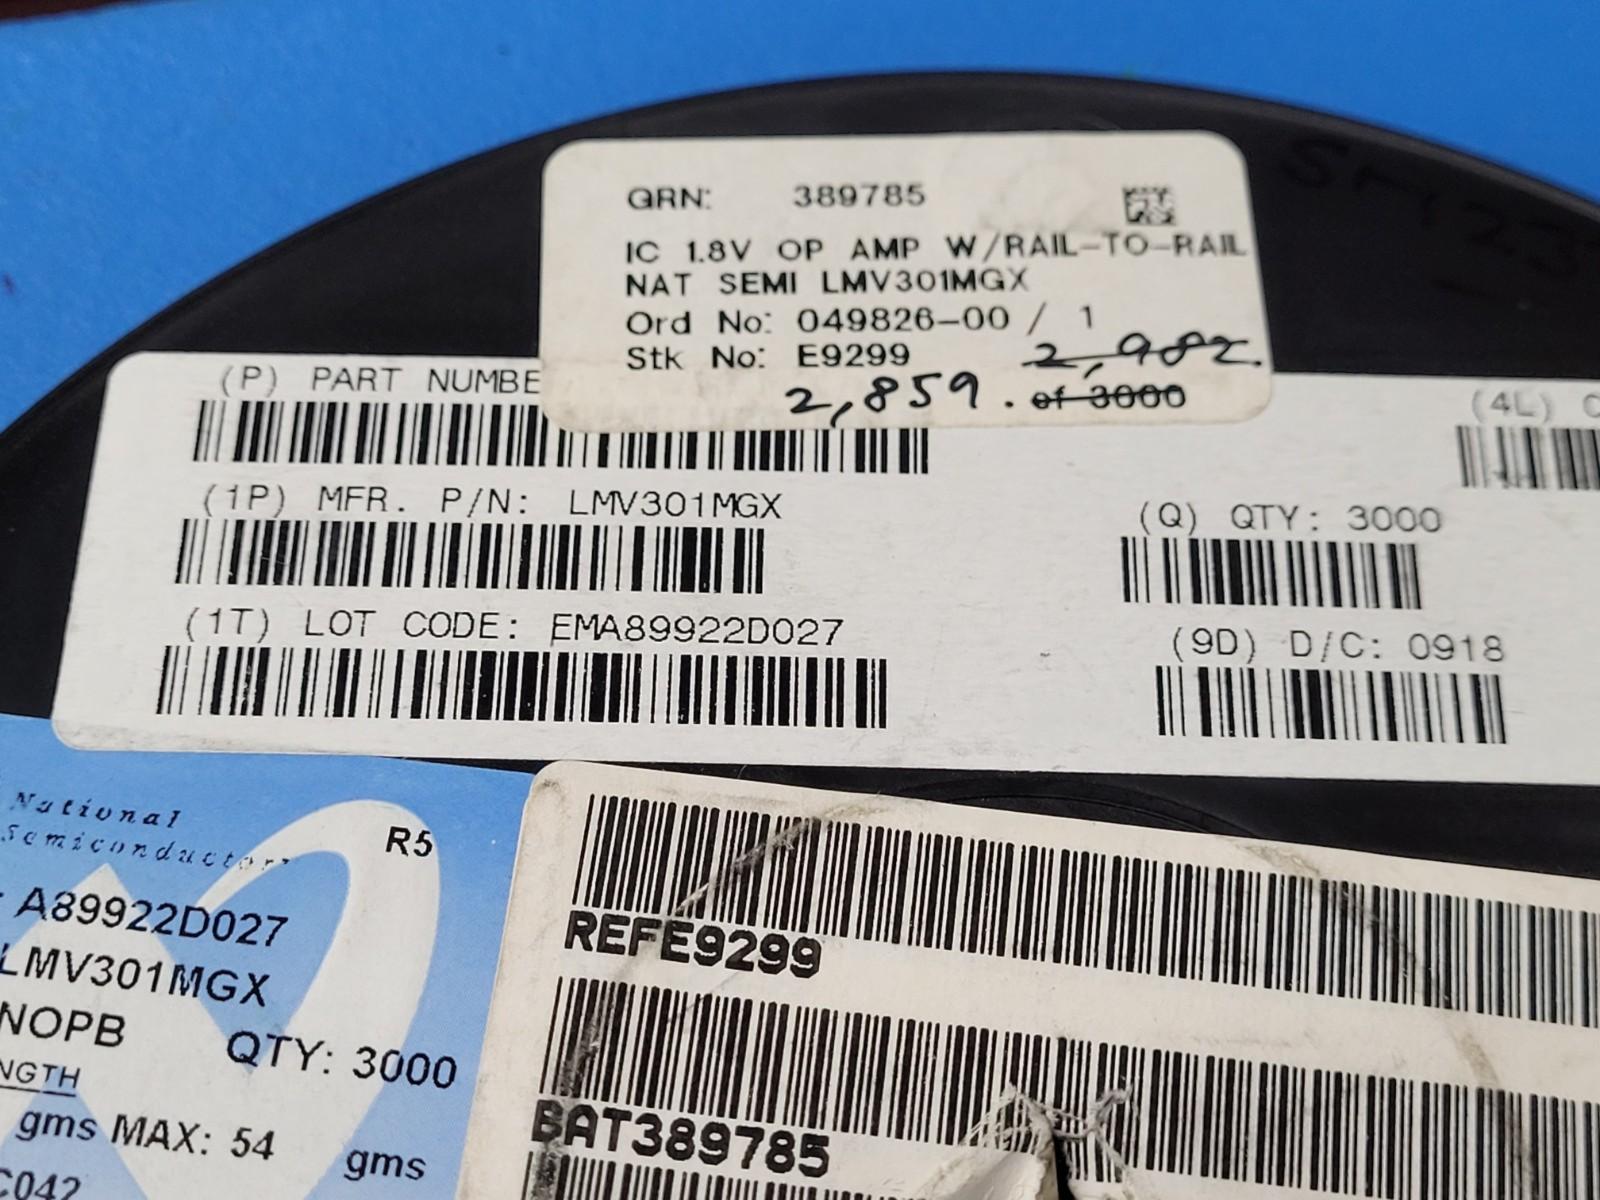 GRN: 389785
IC 1.8V OP AMP W/RAIL-TO-RAIL
NAT SEMI LMV301MGX
Ord No: 049826-00 / 1
Stk No: E9299 2,982.
2,859. of 3000
(P) PART NUMBE
(4L) C
(1P) MFR. P/N: LMV301MGX
(Q) QTY: 3000
(1T) LOT CODE: EMA89922D027
(9D) D/C: 0918
National
Semiconductor
R5
: A89922D027
LMV301MGX
NOPB
QTY: 3000
NGTH
gms MAX: 54 gms
C042
REFE9299
BAT389785